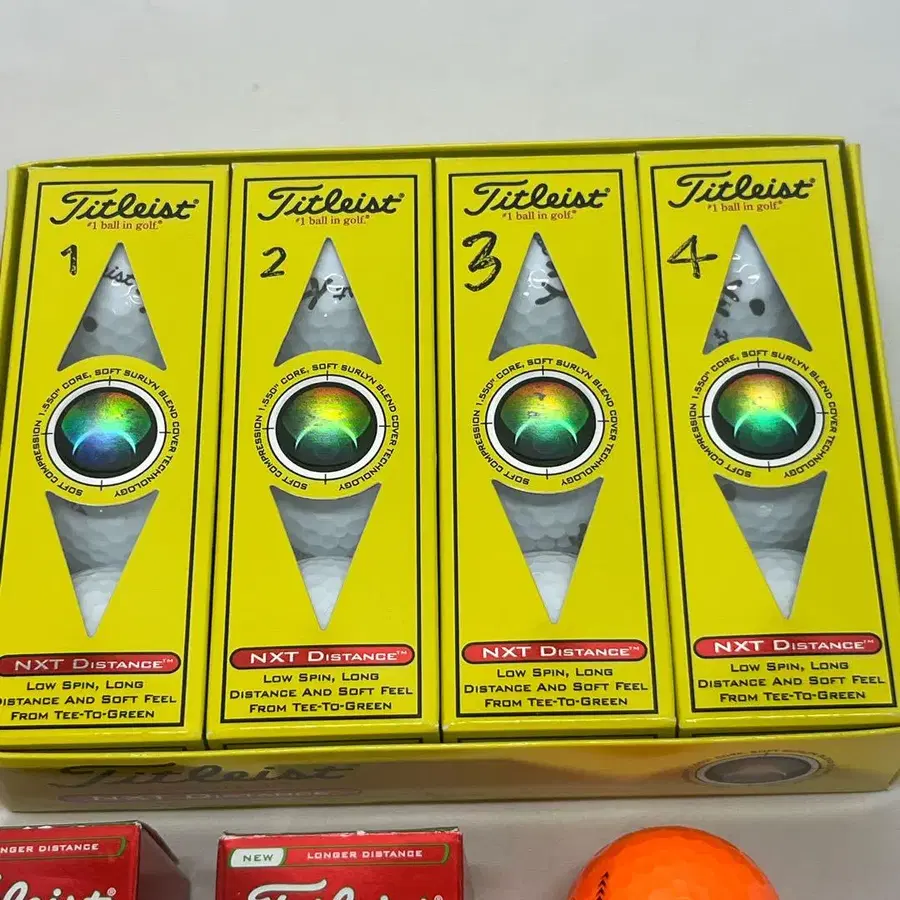 Titleist®
#1 ball in golf.®
1
ist
SOFT COMPRESSION 1.550" CORE, SOFT SURLYN BLEND COVER TECHNOLOGY
NXT DISTANCE™
LOW SPIN, LONG
DISTANCE AND SOFT FEEL
FROM TEE-TO-GREEN
Titleist®
#1 ball in golf.®
2
SOFT COMPRESSION 1.550" CORE, SOFT SURLYN BLEND COVER TECHNOLOGY
NXT DISTANCE™
LOW SPIN, LONG
DISTANCE AND SOFT FEEL
FROM TEE-TO-GREEN
Titleist®
#1 ball in golf.®
3
SOFT COMPRESSION 1.550" CORE, SOFT SURLYN BLEND COVER TECHNOLOGY
NXT DISTANCE™
LOW SPIN, LONG
DISTANCE AND SOFT FEEL
FROM TEE-TO-GREEN
Titleist®
#1 ball in golf.®
4
SOFT COMPRESSION 1.550" CORE, SOFT SURLYN BLEND COVER TECHNOLOGY
NXT DISTANCE™
LOW SPIN, LONG
DISTANCE AND SOFT FEEL
FROM TEE-TO-GREEN
Titleist
NXT DISTANCE
LONGER DISTANCE
Titleist®
NEW LONGER DISTANCE
Titleist®